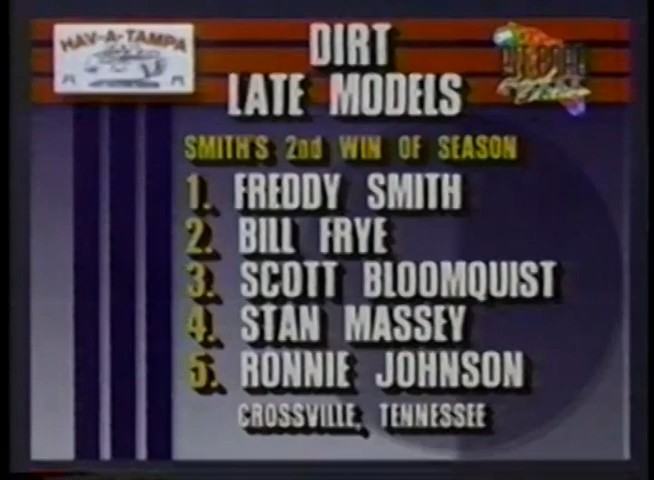 HAV-A-TAMPA
DIRT
LATE MODELS
SMITH'S 2nd WIN OF SEASON
1. FREDDY SMITH
2. BILL FRYE
3. SCOTT BLOOMQUIST
4. STAN MASSEY
5. RONNIE JOHNSON
CROSSVILLE, TENNESSEE